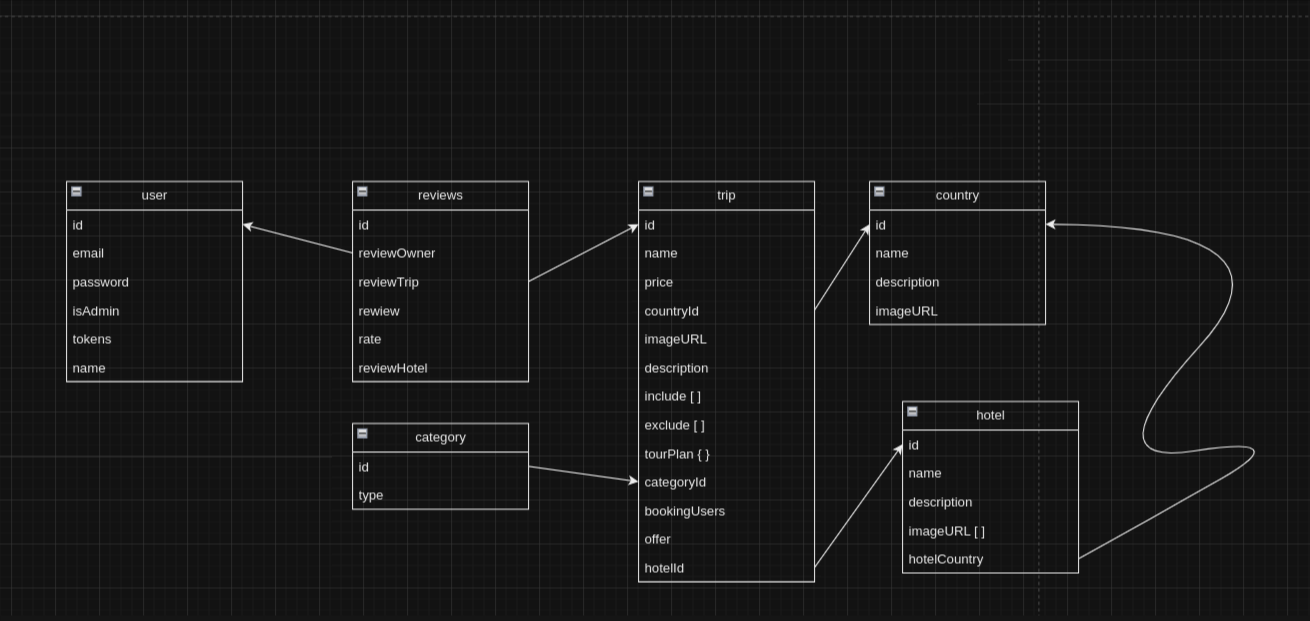 user
id
email
password
isAdmin
tokens
name
reviews
id
reviewOwner
reviewTrip
rewiew
rate
reviewHotel
category
id
type
trip
id
name
price
countryId
imageURL
description
include [ ]
exclude [ ]
tourPlan { }
categoryId
bookingUsers
offer
hotelId
country
id
name
description
imageURL
hotel
id
name
description
imageURL [ ]
hotelCountry